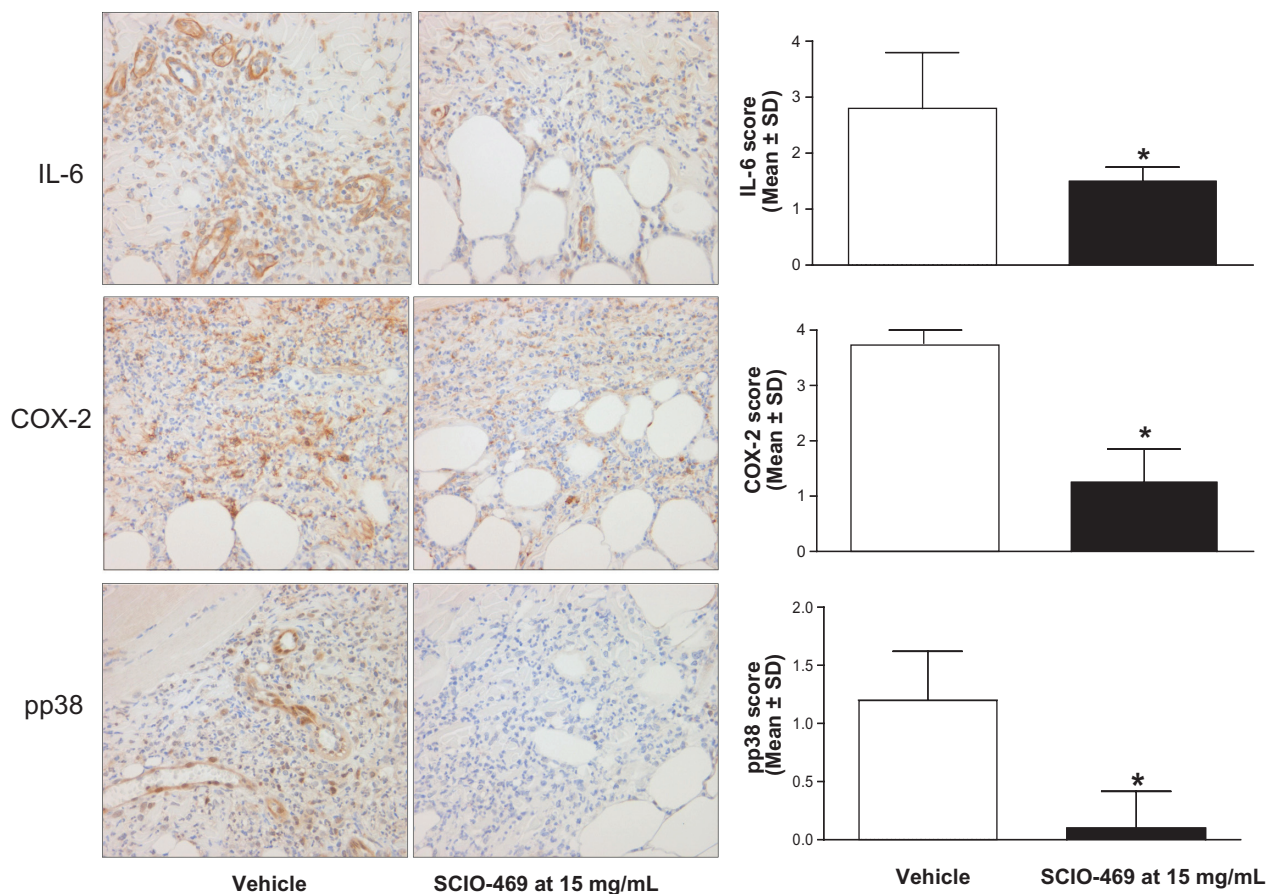 IL-6
IL-6 score
(Mean ± SD)
4
3
2
1
0
*
COX-2
COX-2 score
(Mean ± SD)
4
3
2
1
0
*
pp38
pp38 score
(Mean ± SD)
2.0
1.5
1.0
0.5
0.0
*
Vehicle
SCIO-469 at 15 mg/mL
Vehicle
SCIO-469 at 15 mg/mL